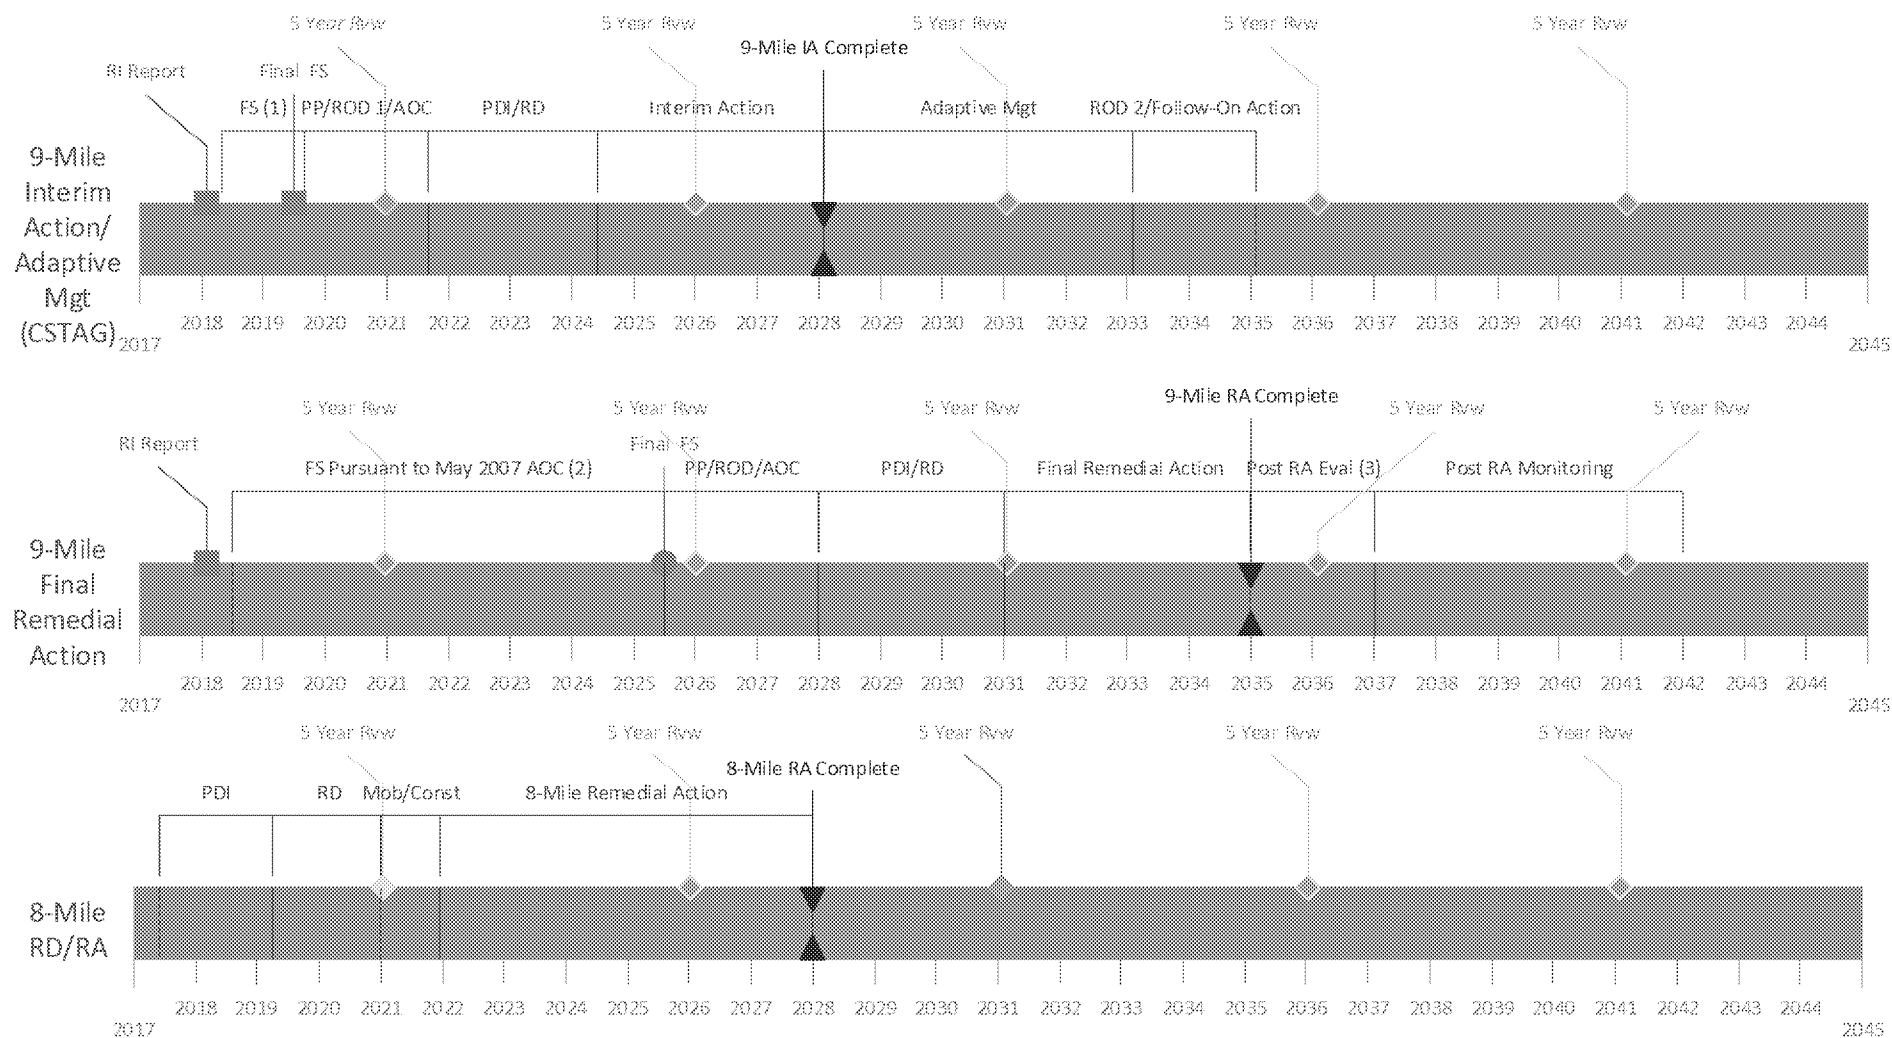 5 Year Rvw 5 Year Rvw 5 Year Rvw 5 Year Rvw 5 Year Rvw
9-Mile IA Complete
RI Report Final FS
FS (1) PP/ROD 1/AOC PDI/RD Interim Action Adaptive Mgt ROD 2/Follow-On Action
9-Mile
Interim
Action/
Adaptive
Mgt
(CSTAG)
2018 2019 2020 2021 2022 2023 2024 2025 2026 2027 2028 2029 2030 2031 2032 2033 2034 2035 2036 2037 2038 2039 2040 2041 2042 2043 2044
2017 2045
9-Mile RA Complete
5 Year Rvw 5 Year Rvw 5 Year Rvw 5 Year Rvw 5 Year Rvw
RI Report Final FS
FS Pursuant to May 2007 AOC (2) PP/ROD/AOC PDI/RD Final Remedial Action Post RA Eval (3) Post RA Monitoring
9-Mile
Final
Remedial
Action
2018 2019 2020 2021 2022 2023 2024 2025 2026 2027 2028 2029 2030 2031 2032 2033 2034 2035 2036 2037 2038 2039 2040 2041 2042 2043 2044
2017 2045
5 Year Rvw 5 Year Rvw 5 Year Rvw 5 Year Rvw 5 Year Rvw
8-Mile RA Complete
PDI RD Mob/Const 8-Mile Remedial Action
8-Mile
RD/RA
2018 2019 2020 2021 2022 2023 2024 2025 2026 2027 2028 2029 2030 2031 2032 2033 2034 2035 2036 2037 2038 2039 2040 2041 2042 2043 2044
2017 2045